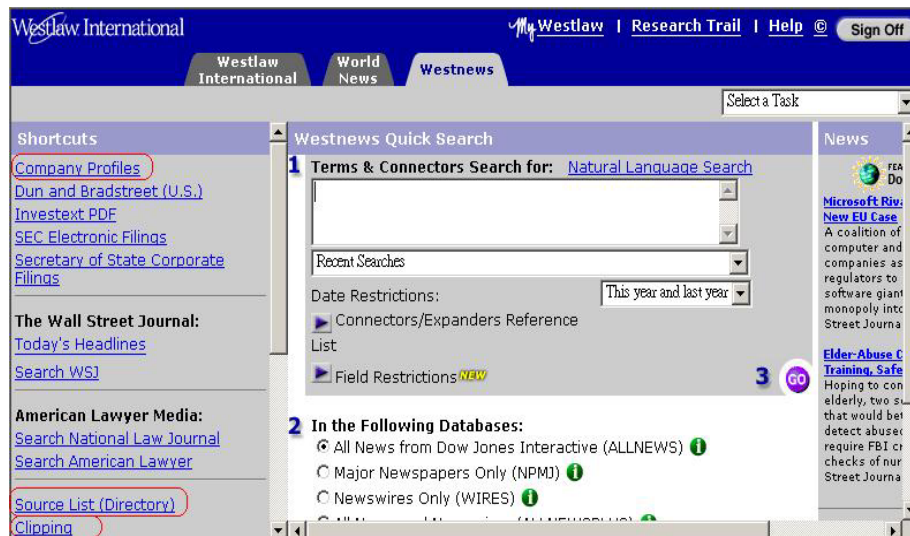 Westlaw International
My Westlaw | Research Trail | Help © Sign Off
Westlaw International
World News
Westnews
Select a Task
Shortcuts
Company Profiles
Dun and Bradstreet (U.S.)
Investext PDF
SEC Electronic Filings
Secretary of State Corporate
Filings
The Wall Street Journal:
Today's Headlines
Search WSJ
American Lawyer Media:
Search National Law Journal
Search American Lawyer
Source List (Directory)
Clipping
Westnews Quick Search
1 Terms & Connectors Search for: Natural Language Search
Recent Searches
Date Restrictions: This year and last year
Connectors/Expanders Reference
List
Field Restrictions NEW
3 GO
2 In the Following Databases:
All News from Dow Jones Interactive (ALLNEWS)
Major Newspapers Only (NPMJ)
Newswires Only (WIRES)
News
FEA
Do
Microsoft Riv
New EU Case
A coalition of
computer and
companies as
regulators to
software giant
monopoly into
Street Journa
Elder-Abuse C
Training, Safe
Hoping to con
elderly, two s
that would bet
detect abused
require FBI cr
checks of nur
Street Journa